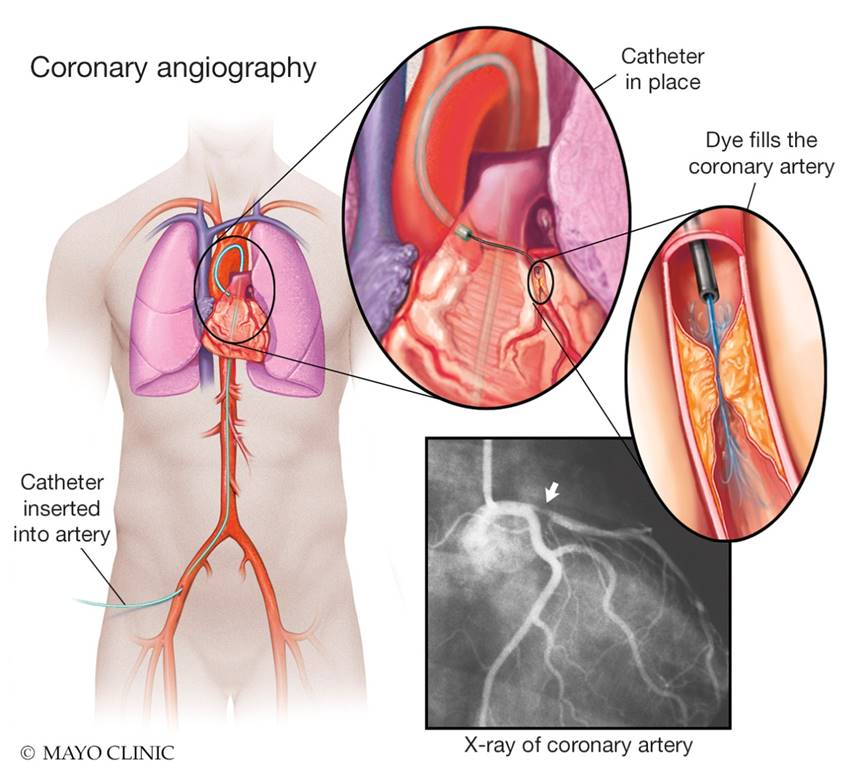 Coronary angiography
Catheter
in place
Dye fills the
coronary artery
Catheter
inserted
into artery
X-ray of coronary artery
© MAYO CLINIC